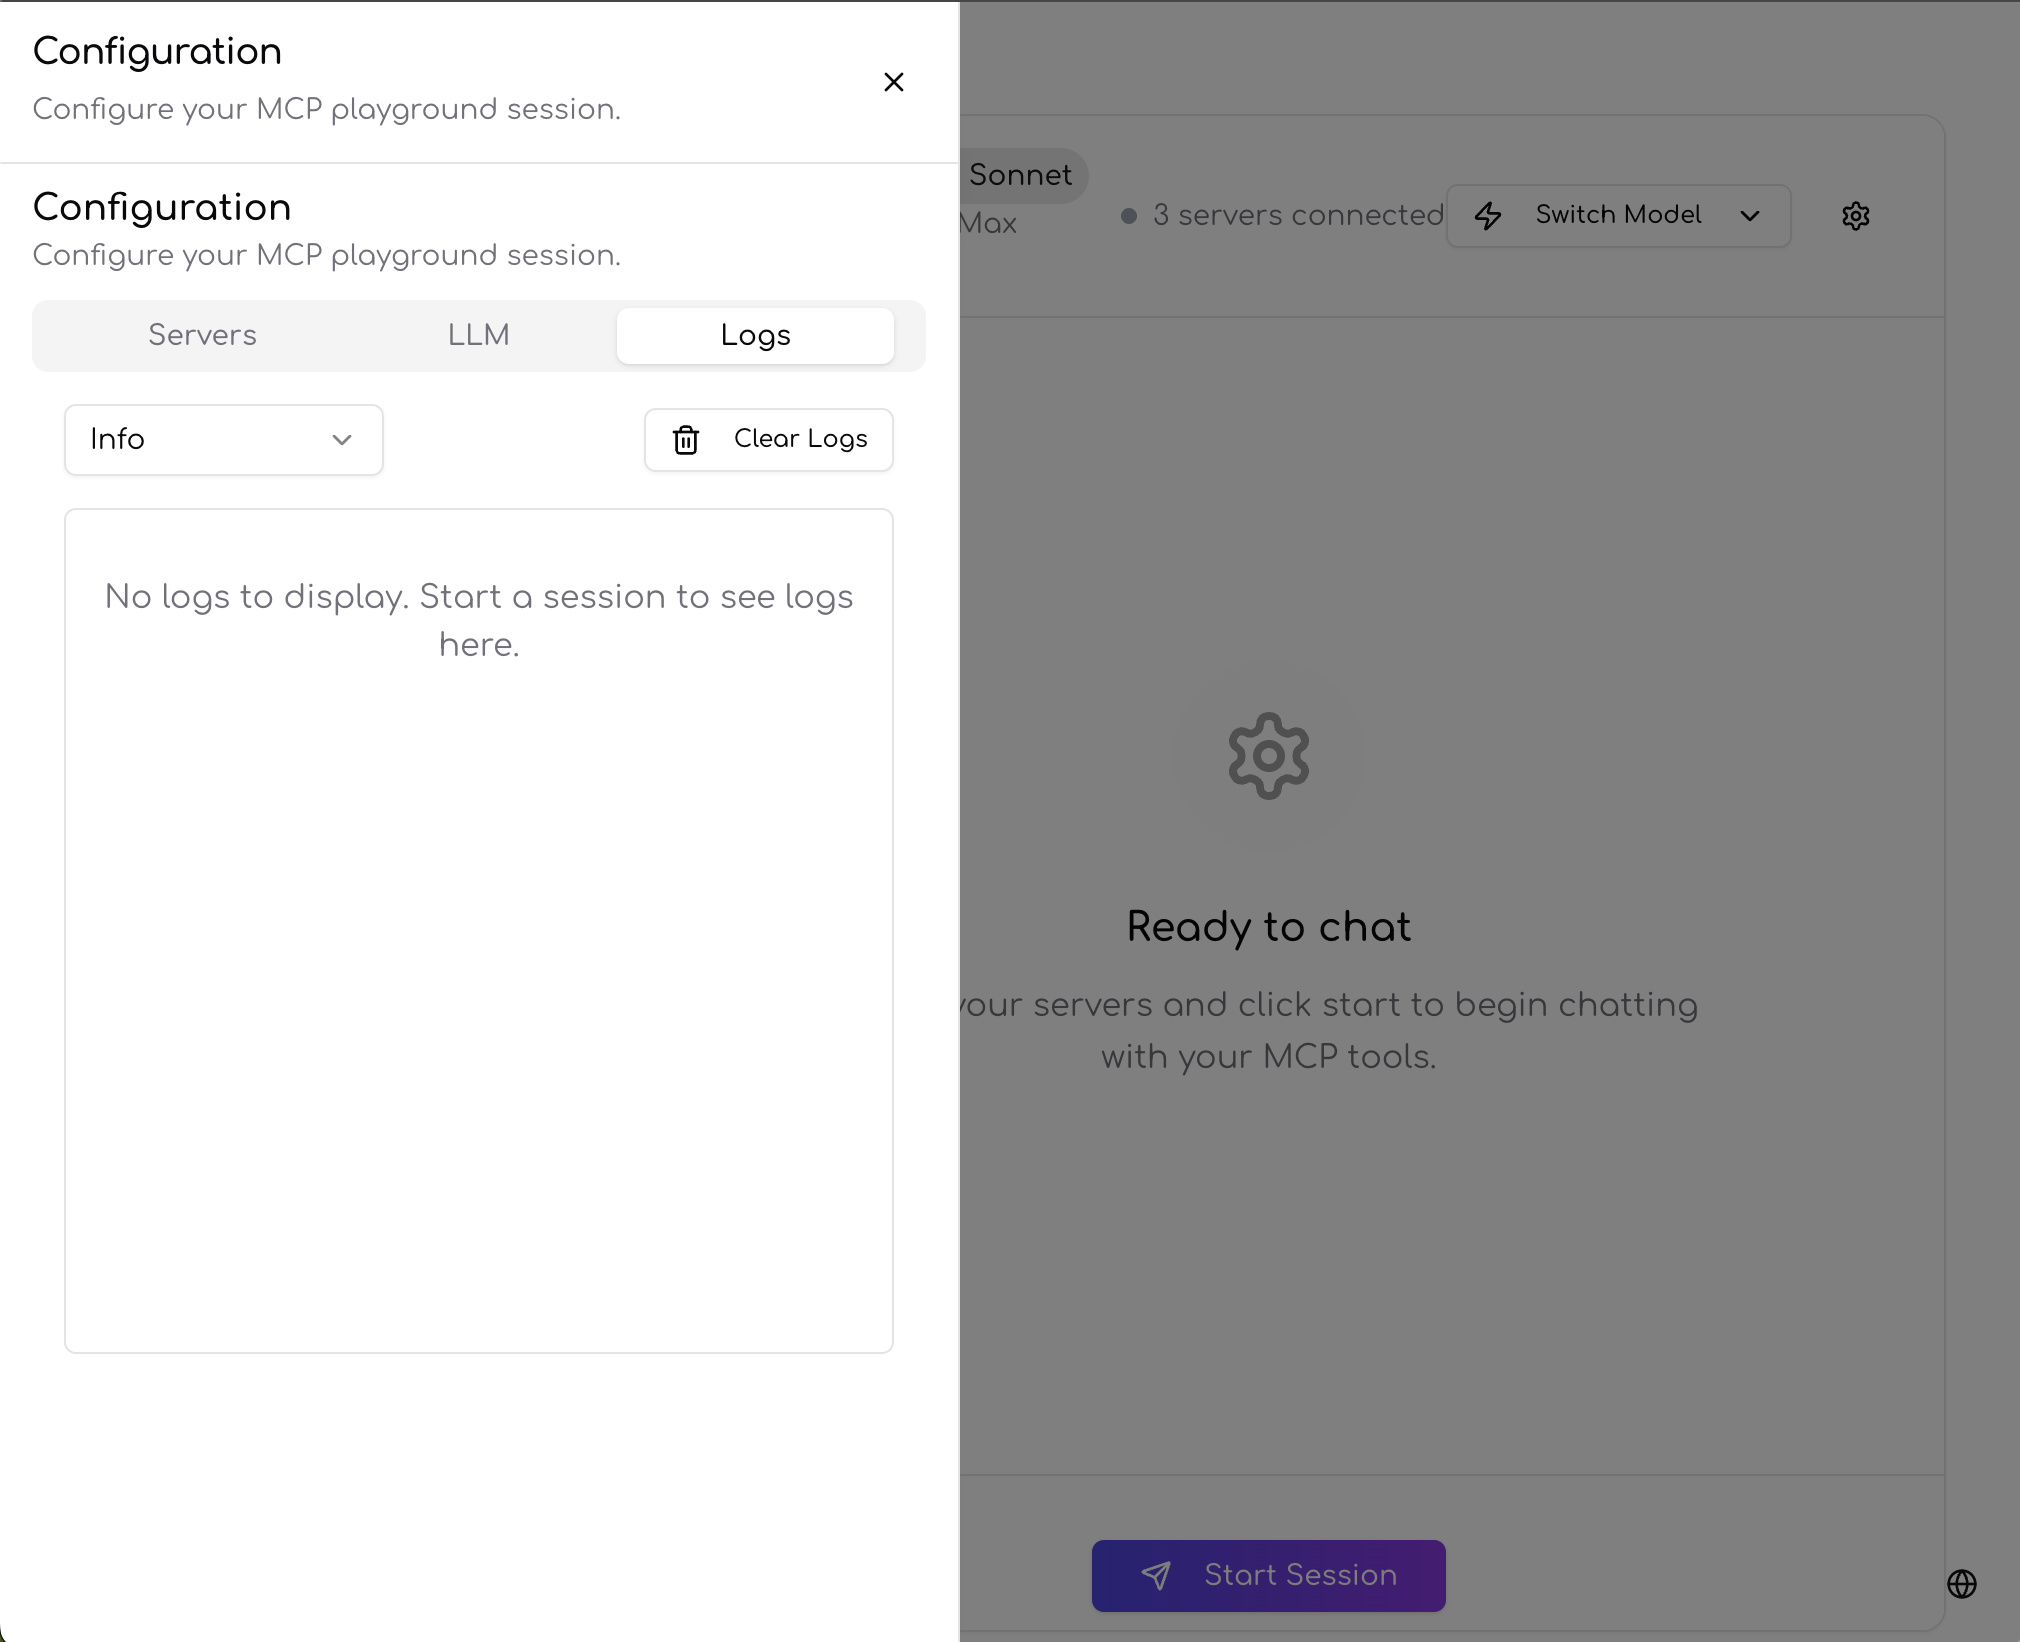 Configuration
Configure your MCP playground session.
Configuration
Configure your MCP playground session.
Servers
LLM
Logs
Info
Clear Logs
No logs to display. Start a session to see logs
here.
Sonnet
Max
3 servers connected
Switch Model
Ready to chat
your servers and click start to begin chatting
with your MCP tools.
Start Session